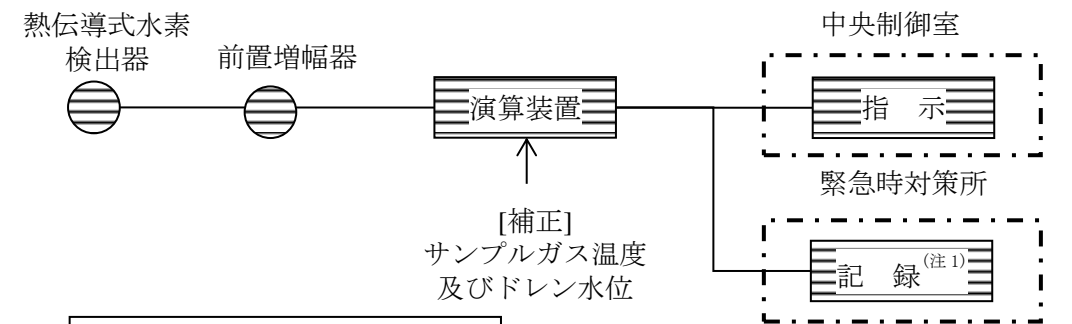 熱伝導式水素
検出器
前置増幅器
演算装置
[補正]
サンプルガス温度
及びドレン水位
中央制御室
指 示
緊急時対策所
記 録(注1)